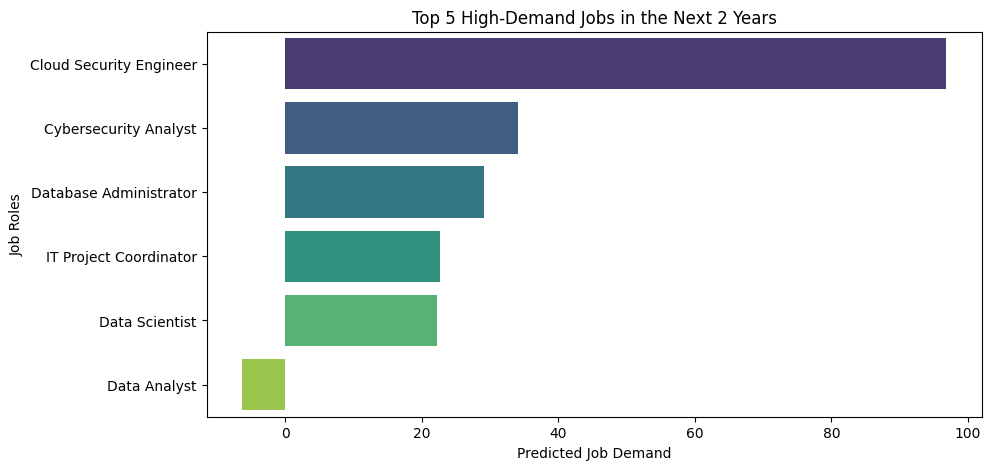 Top 5 High-Demand Jobs in the Next 2 Years
Job Roles
Cloud Security Engineer
Cybersecurity Analyst
Database Administrator
IT Project Coordinator
Data Scientist
Data Analyst
0 20 40 60 80 100
Predicted Job Demand